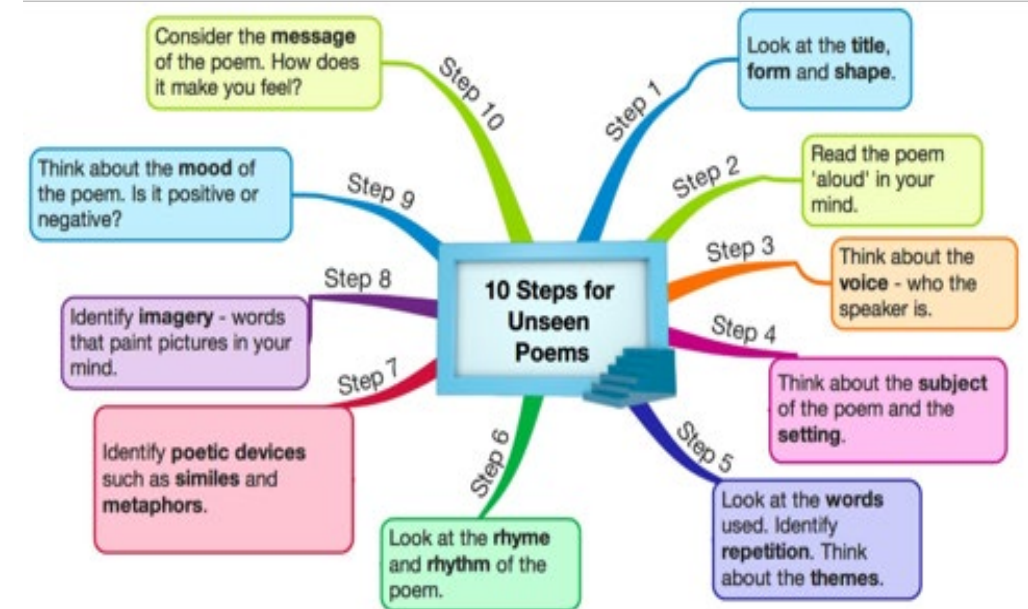 10 Steps for
Unseen
Poems
Step 1
Look at the title,
form and shape.
Step 2
Read the poem
'aloud' in your
mind.
Step 3
Think about the
voice - who the
speaker is.
Step 4
Think about the subject
of the poem and the
setting.
Step 5
Look at the words
used. Identify
repetition. Think
about the themes.
Step 6
Look at the rhyme
and rhythm of the
poem.
Step 7
Identify poetic devices
such as similes and
metaphors.
Step 8
Identify imagery - words
that paint pictures in your
mind.
Step 9
Think about the mood of
the poem. Is it positive or
negative?
Step 10
Consider the message
of the poem. How does
it make you feel?